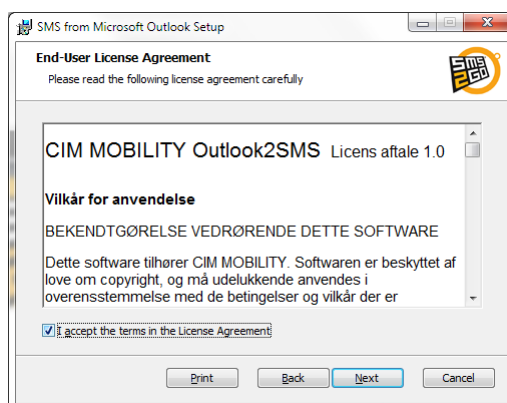 SMS from Microsoft Outlook Setup
End-User License Agreement
Please read the following license agreement carefully
SMS
2GO
CIM MOBILITY Outlook2SMS Licens aftale 1.0
Vilkår for anvendelse
BEKENDTGØRELSE VEDRØRENDE DETTE SOFTWARE
Dette software tilhører CIM MOBILITY. Softwaren er beskyttet af
love om copyright, og må udelukkende anvendes i
overensstemmelse med de betingelser og vilkår der er
I accept the terms in the License Agreement
Print Back Next Cancel